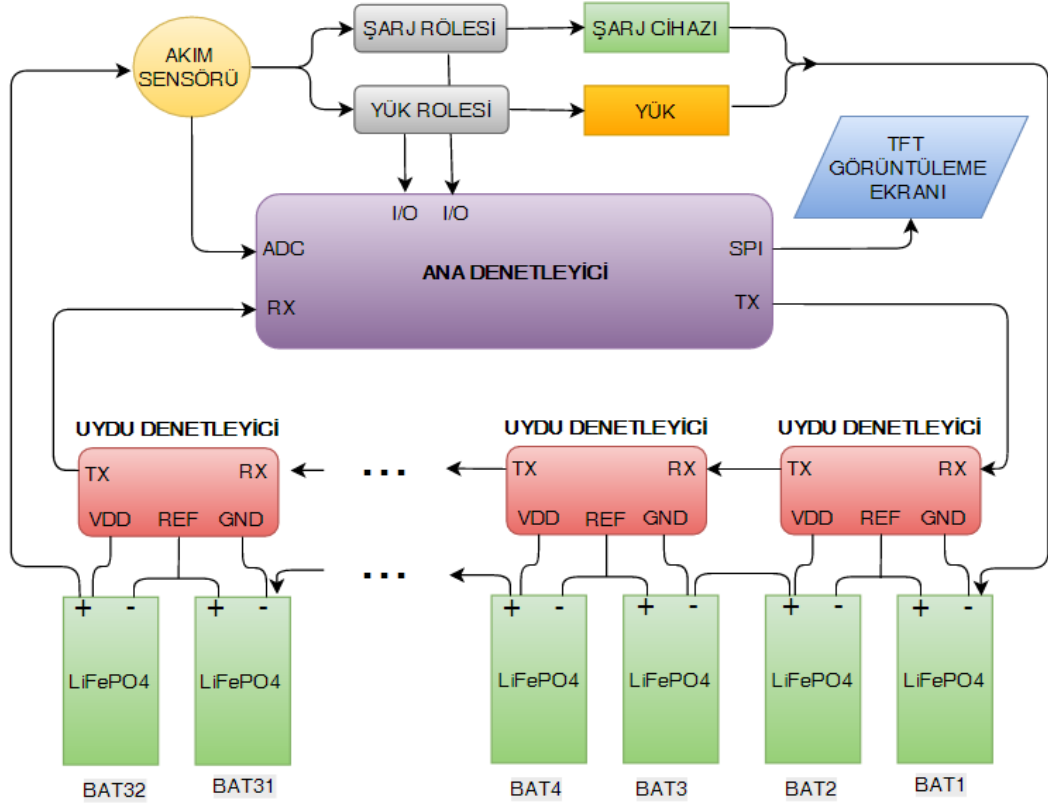 ŞARJ RÖLESİ
ŞARJ CİHAZI
AKIM
SENSÖRÜ
YÜK ROLESİ
YÜK
TFT
GÖRÜNTÜLEME
EKRANI
I/O
I/O
ADC
SPI
ANA DENETLEYİCİ
RX
TX
UYDU DENETLEYİCİ
UYDU DENETLEYİCİ
UYDU DENETLEYİCİ
TX
RX
...
TX
RX
TX
RX
VDD
REF
GND
VDD
REF
GND
VDD
REF
GND
...
+
-
+
-
+
-
+
-
+
-
+
-
LiFePO4
LiFePO4
LiFePO4
LiFePO4
LiFePO4
LiFePO4
BAT32
BAT31
BAT4
BAT3
BAT2
BAT1